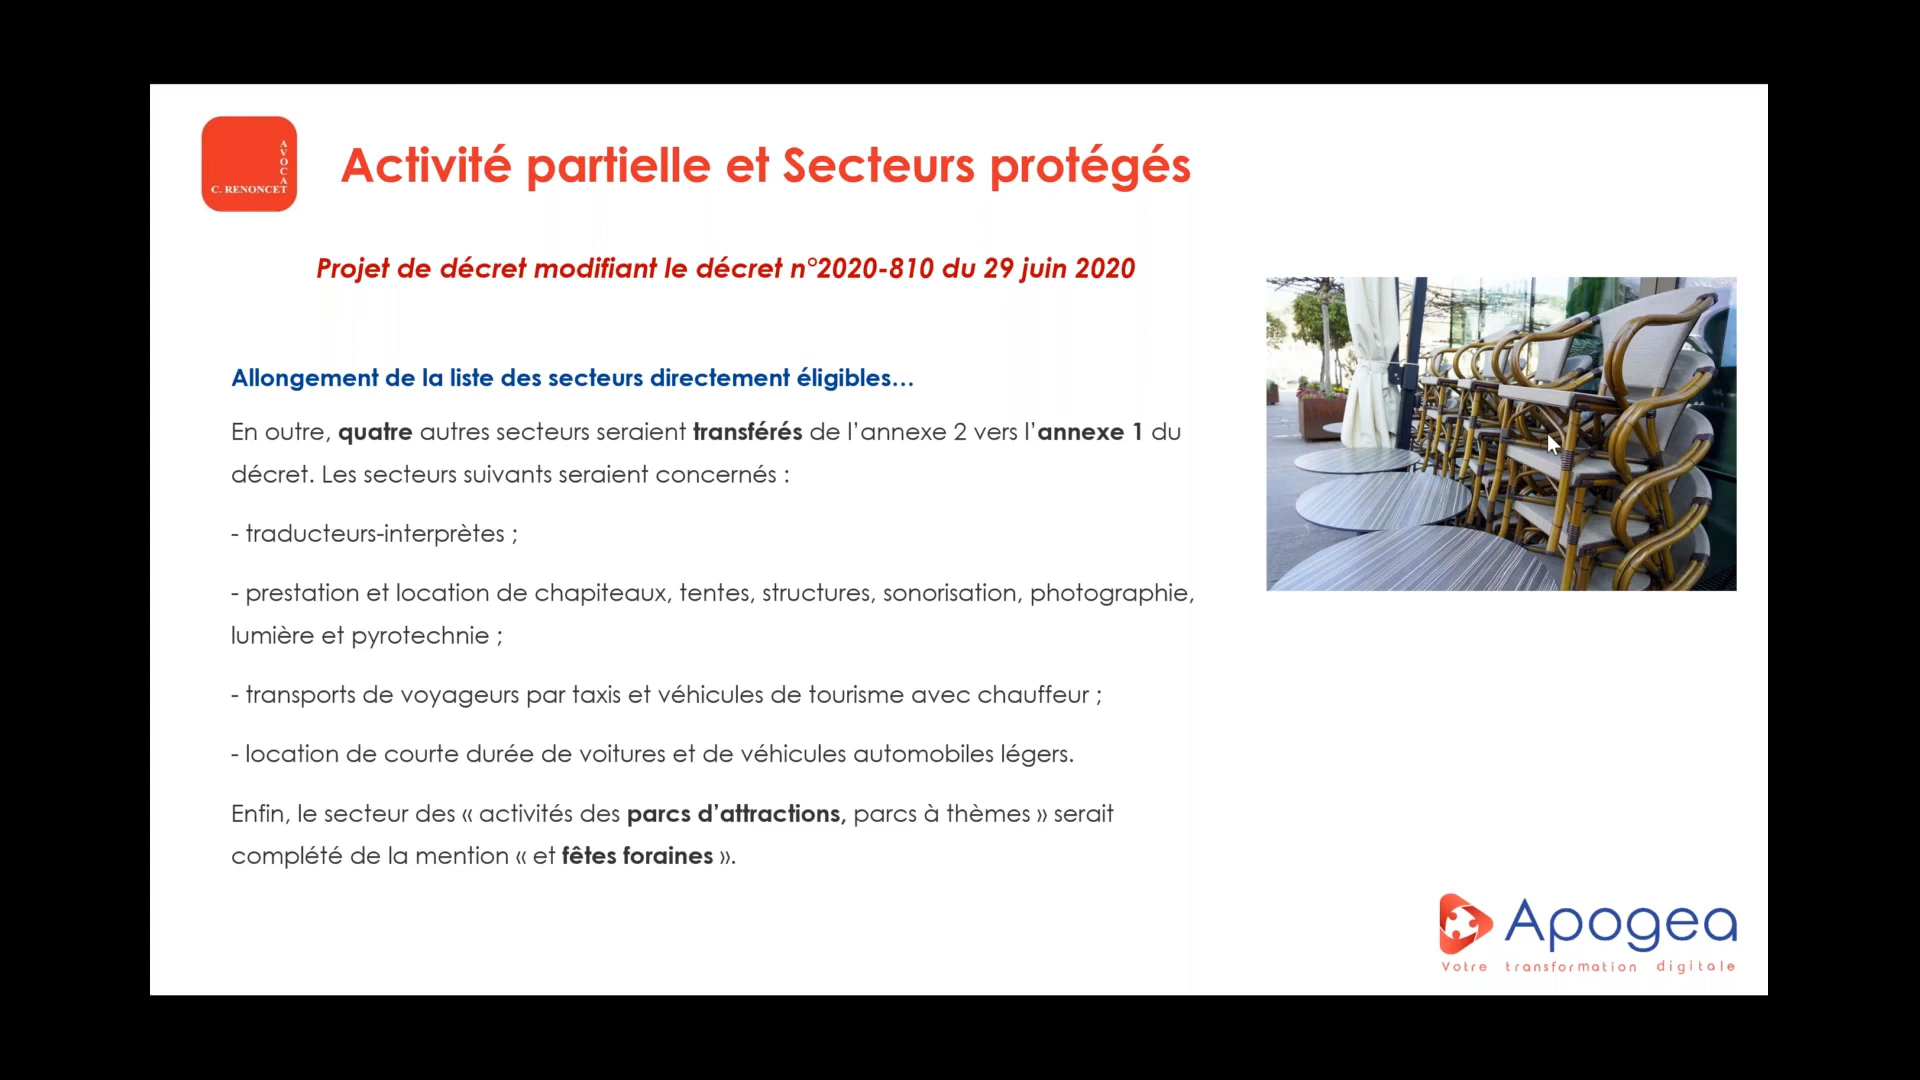 AVOCAT
C. RENONCET
Activité partielle et Secteurs protégés
Projet de décret modifiant le décret n°2020-810 du 29 juin 2020
Allongement de la liste des secteurs directement éligibles…
En outre, quatre autres secteurs seraient transférés de l’annexe 2 vers l’annexe 1 du
décret. Les secteurs suivants seraient concernés :
- traducteurs-interprètes ;
- prestation et location de chapiteaux, tentes, structures, sonorisation, photographie,
lumière et pyrotechnie ;
- transports de voyageurs par taxis et véhicules de tourisme avec chauffeur ;
- location de courte durée de voitures et de véhicules automobiles légers.
Enfin, le secteur des « activités des parcs d’attractions, parcs à thèmes » serait
complété de la mention « et fêtes foraines ».
Apogea
Votre transformation digitale